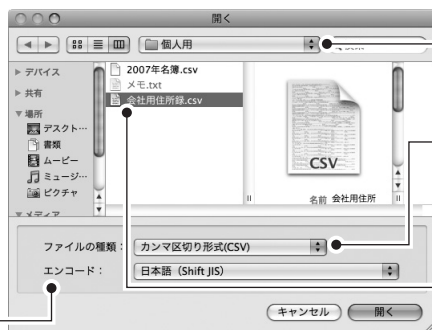 開く
個人用
▶ デバイス
▶ 共有
▼ 場所
デスクト…
書類
ムービー
ミュージ…
ピクチャ
▼ メディア
2007年名簿.csv
メモ.txt
会社用住所録.csv
CSV
名前 会社用住所
ファイルの種類： カンマ区切り形式(CSV)
エンコード： 日本語（Shift JIS）
キャンセル 開く